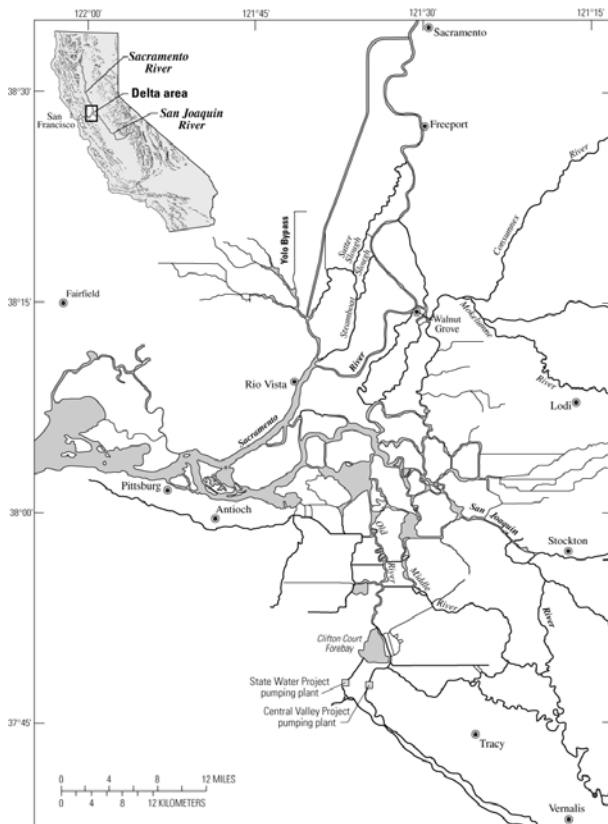 122°00'
121°45'
121°30'
121°15'
Sacramento
River
Delta area
San
Francisco
San Joaquin
River
38°30'
Sacramento
Freeport
River
Consumnes
Yolo Bypass
Sutter
Slough
Steamboat
Slough
38°15'
Fairfield
Walnut
Grove
Mokelumne
River
River
Rio Vista
Lodi
Sacramento
Pittsburg
Antioch
38°00'
Old
River
San Joaquin
Stockton
Middle
River
River
Clifton Court
Forebay
State Water Project
pumping plant
Central Valley Project
pumping plant
37°45'
Tracy
0 4 8 12 MILES
0 4 8 12 KILOMETERS
Vernalis